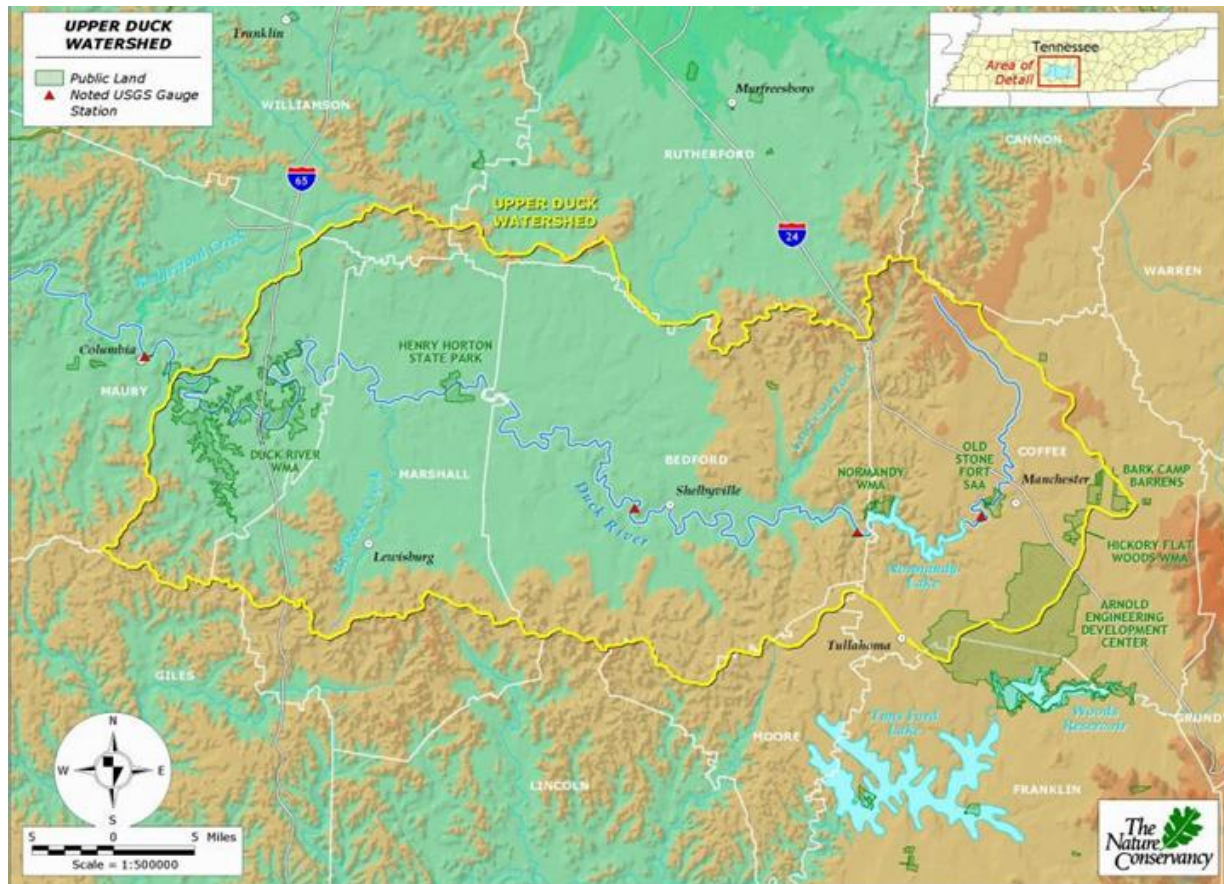 UPPER DUCK
WATERSHED
Public Land
Noted USGS Gauge
Station
Franklin
WILLIAMSON
65
Murfreesboro
RUTHERFORD
Tennessee
Area of
Detail
CANNON
WARREN
24
UPPER DUCK
WATERSHED
Columbia
MAURY
HENRY HORTON
STATE PARK
DUCK RIVER
WMA
MARSHALL
Lewisburg
BEDFORD
Shelbyville
Duck River
NORMANDY
WMA
Normandy
Lake
OLD
STONE
FORT
SAA
COFFEE
Manchester
BARK CAMP
BARRENS
HICKORY FLAT
WOODS WMA
ARNOLD
ENGINEERING
DEVELOPMENT
CENTER
Tullahoma
Woods
Reservoir
GRUNDY
Tims Ford
Lake
GILES
MOORE
LINCOLN
FRANKLIN
N
W
E
S
5 0 5 Miles
Scale = 1:500000
The
Nature
Conservancy